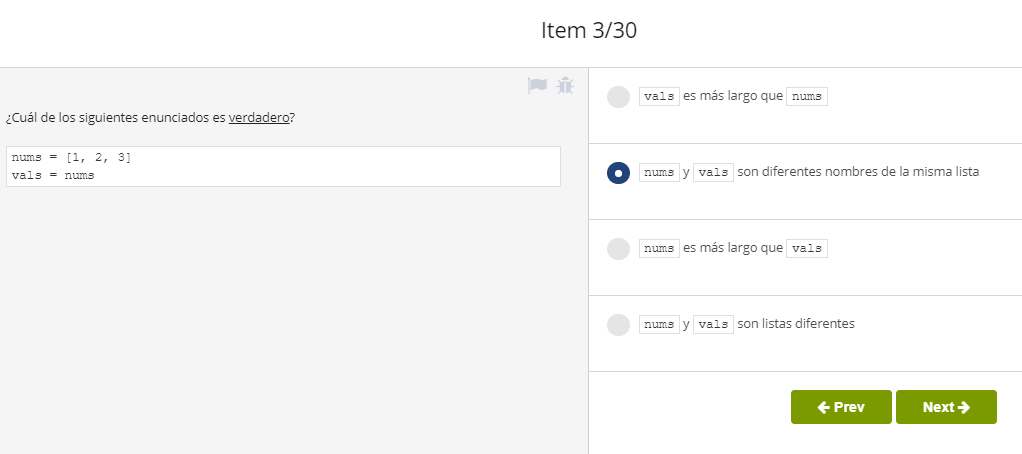 Item 3/30
¿Cuál de los siguientes enunciados es verdadero?
nums = [1, 2, 3]
vals = nums
vals es más largo que nums
nums y vals son diferentes nombres de la misma lista
nums es más largo que vals
nums y vals son listas diferentes
Prev
Next